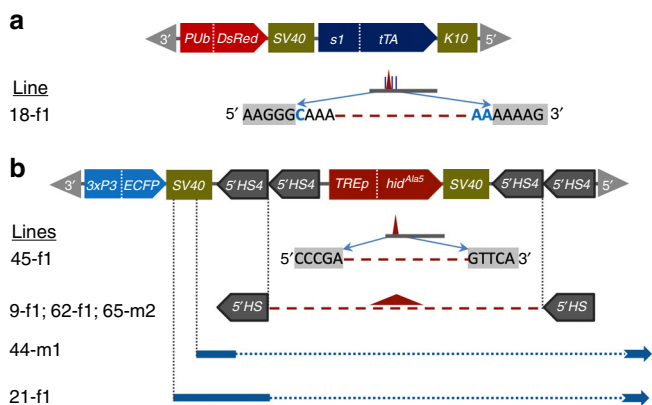 a
3′ PUb DsRed SV40 s1 tTA K10 5′
Line
18-f1
5′ AAGGGCAAA AAAAAAG 3′
b
3′ 3xP3 ECFP SV40 5′HS4 5′HS4 TREp hidAla5 SV40 5′HS4 5′HS4 5′
Lines
45-f1
5′CCCGA GTTCA 3′
9-f1; 62-f1; 65-m2
5′HS 5′HS
44-m1
21-f1